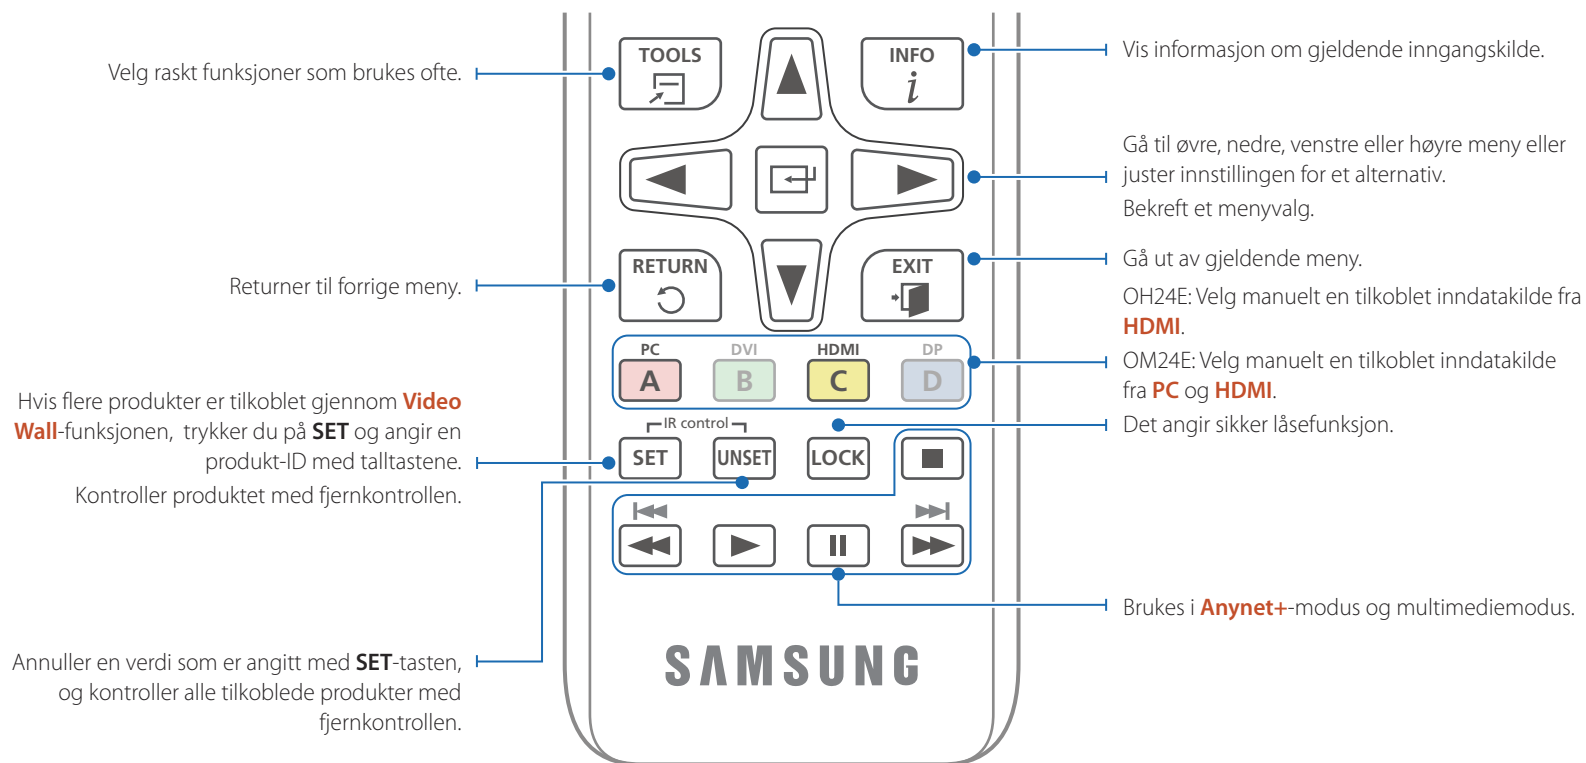 Velg raskt funksjoner som brukes ofte.
TOOLS
INFO
i
Vis informasjon om gjeldende inngangskilde.
Gå til øvre, nedre, venstre eller høyre meny eller
juster innstillingen for et alternativ.
Bekreft et menyvalg.
Returner til forrige meny.
RETURN
EXIT
Gå ut av gjeldende meny.
OH24E: Velg manuelt en tilkoblet inndatakilde fra
HDMI.
OM24E: Velg manuelt en tilkoblet inndatakilde
fra PC og HDMI.
PC DVI HDMI DP
A B C D
Hvis flere produkter er tilkoblet gjennom Video
Wall-funksjonen, trykker du på SET og angir en
produkt-ID med talltastene.
Kontroller produktet med fjernkontrollen.
IR control
SET UNSET LOCK
Det angir sikker låsefunksjon.
Brukes i Anynet+-modus og multimediemodus.
Annuller en verdi som er angitt med SET-tasten,
og kontroller alle tilkoblede produkter med
fjernkontrollen.
SAMSUNG